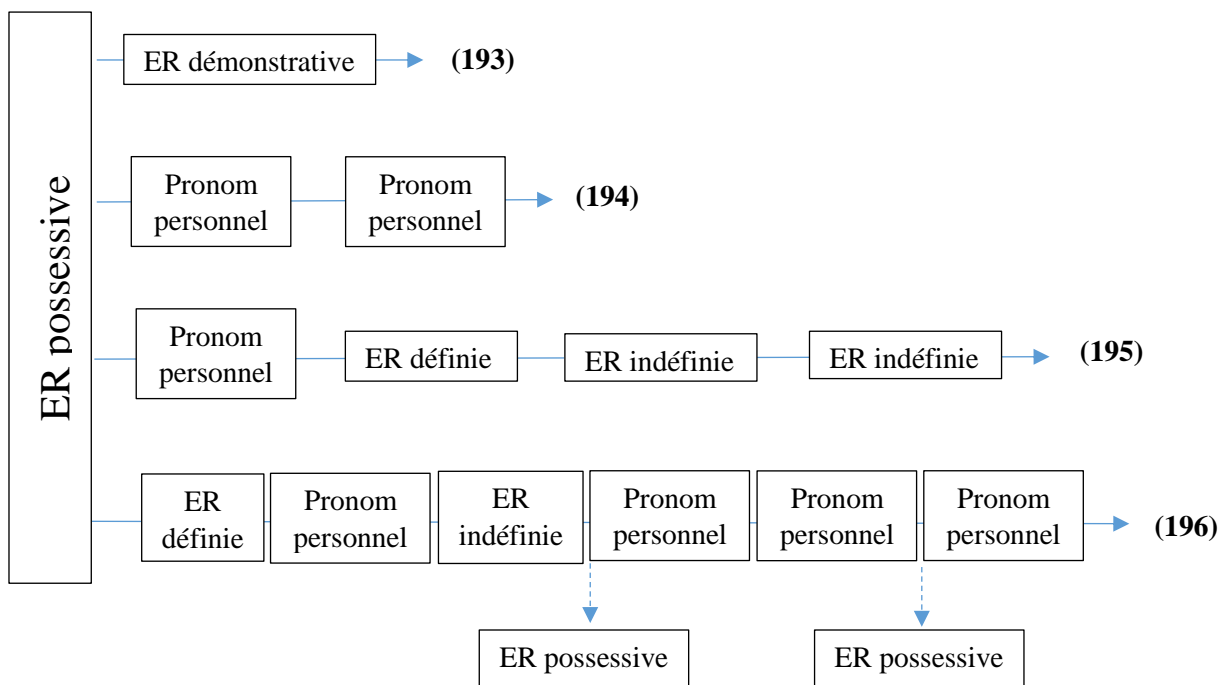 ER possessive
ER démonstrative
(193)
Pronom
personnel
Pronom
personnel
(194)
Pronom
personnel
ER définie
ER indéfinie
ER indéfinie
(195)
ER
définie
Pronom
personnel
ER
indéfinie
Pronom
personnel
Pronom
personnel
Pronom
personnel
(196)
ER possessive
ER possessive